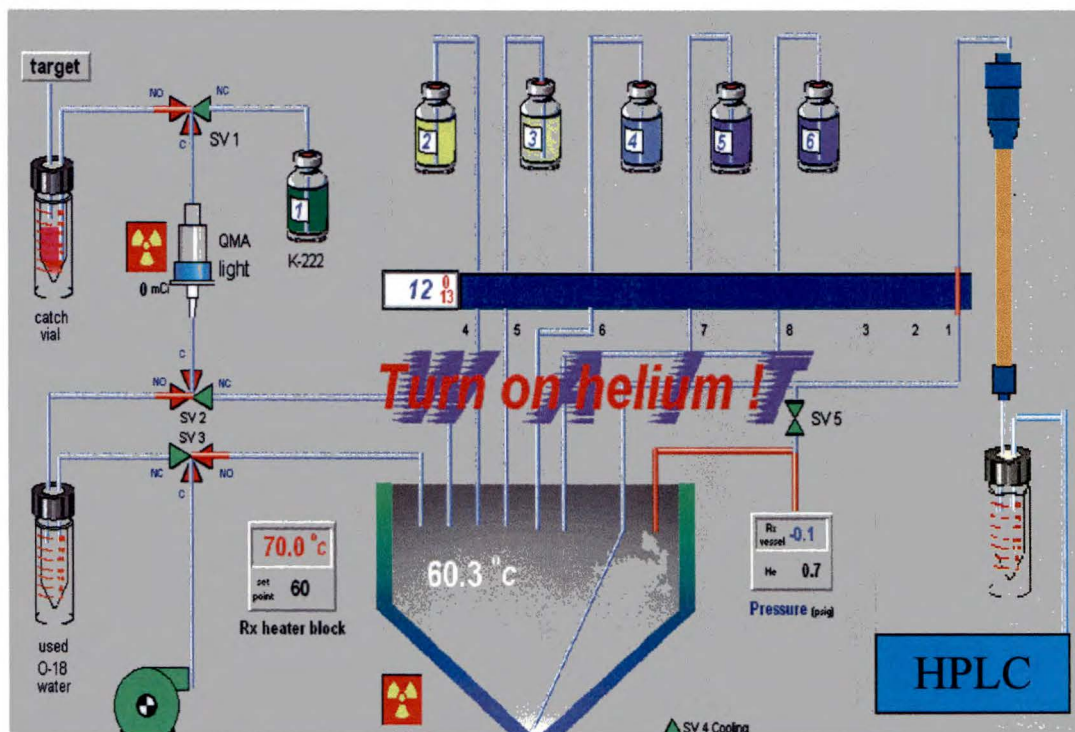 target
NO
NC
SV 1
C
1
K-222
QMA
light
0 mCi
catch
vial
2
3
4
5
6
12
0
13
4
5
6
7
8
3
2
1
WAIT
Turn on helium !
C
NO
NC
SV 2
SV 3
NC
NO
C
SV 5
70.0 °c
set
point
60
Rx heater block
60.3 °c
Rx
vessel
-0.1
He
0.7
Pressure (psig)
used
O-18
water
HPLC
SV 4 Cooling